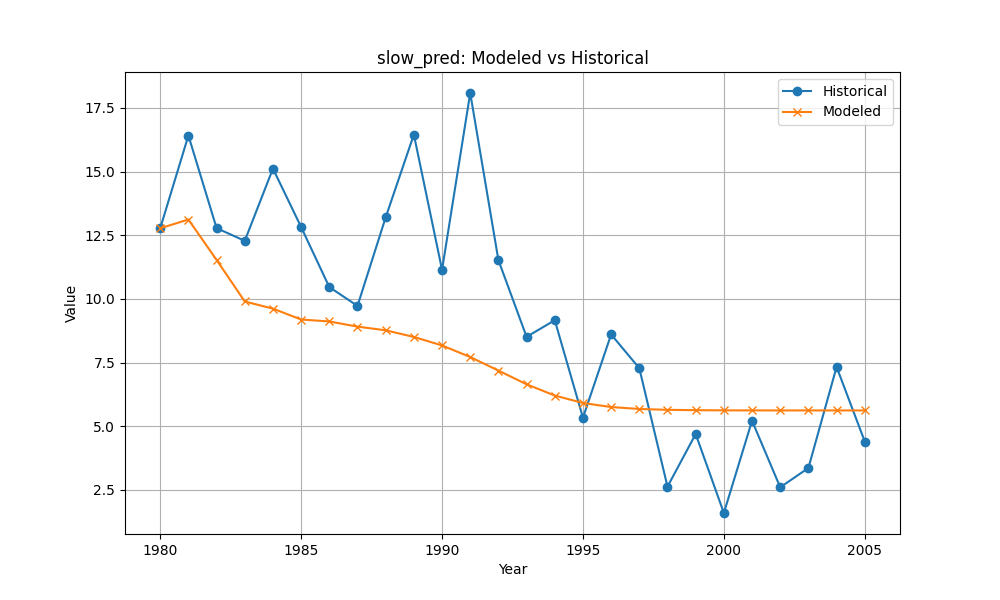 slow_pred: Modeled vs Historical
Historical
Modeled
Value
17.5
15.0
12.5
10.0
7.5
5.0
2.5
1980 1985 1990 1995 2000 2005
Year